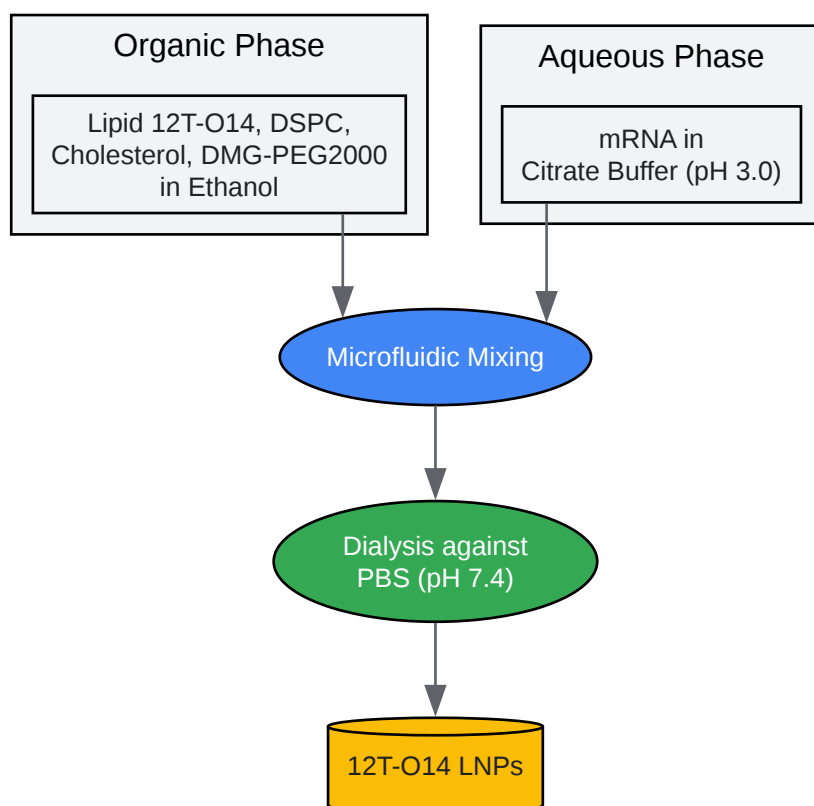 Organic Phase
Lipid 12T-O14, DSPC,
Cholesterol, DMG-PEG2000
in Ethanol
Aqueous Phase
mRNA in
Citrate Buffer (pH 3.0)
Microfluidic Mixing
Dialysis against
PBS (pH 7.4)
12T-O14 LNPs